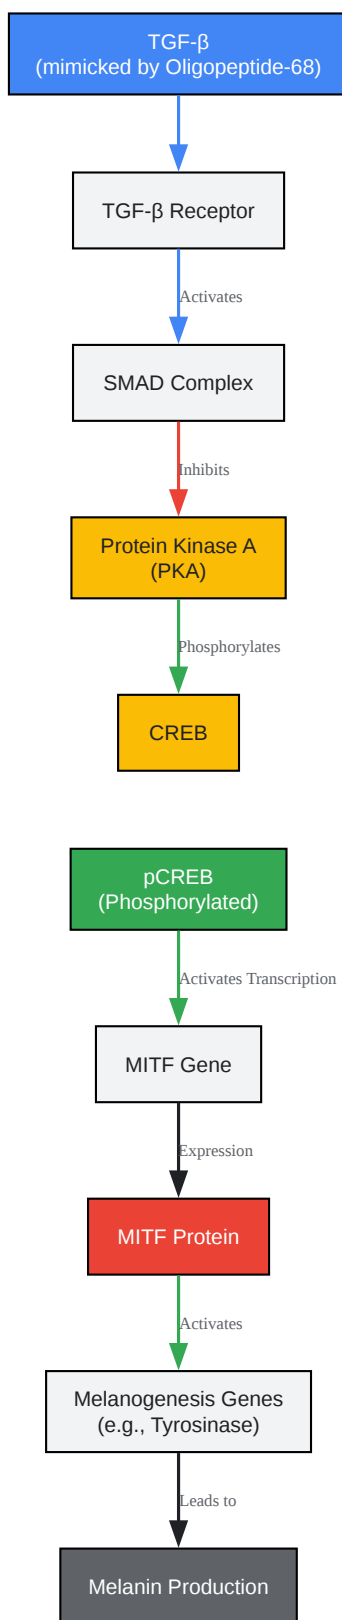 TGF-β
(mimicked by Oligopeptide-68)
TGF-β Receptor
Activates
SMAD Complex
Inhibits
Protein Kinase A
(PKA)
Phosphorylates
CREB
pCREB
(Phosphorylated)
Activates Transcription
MITF Gene
Expression
MITF Protein
Activates
Melanogenesis Genes
(e.g., Tyrosinase)
Leads to
Melanin Production